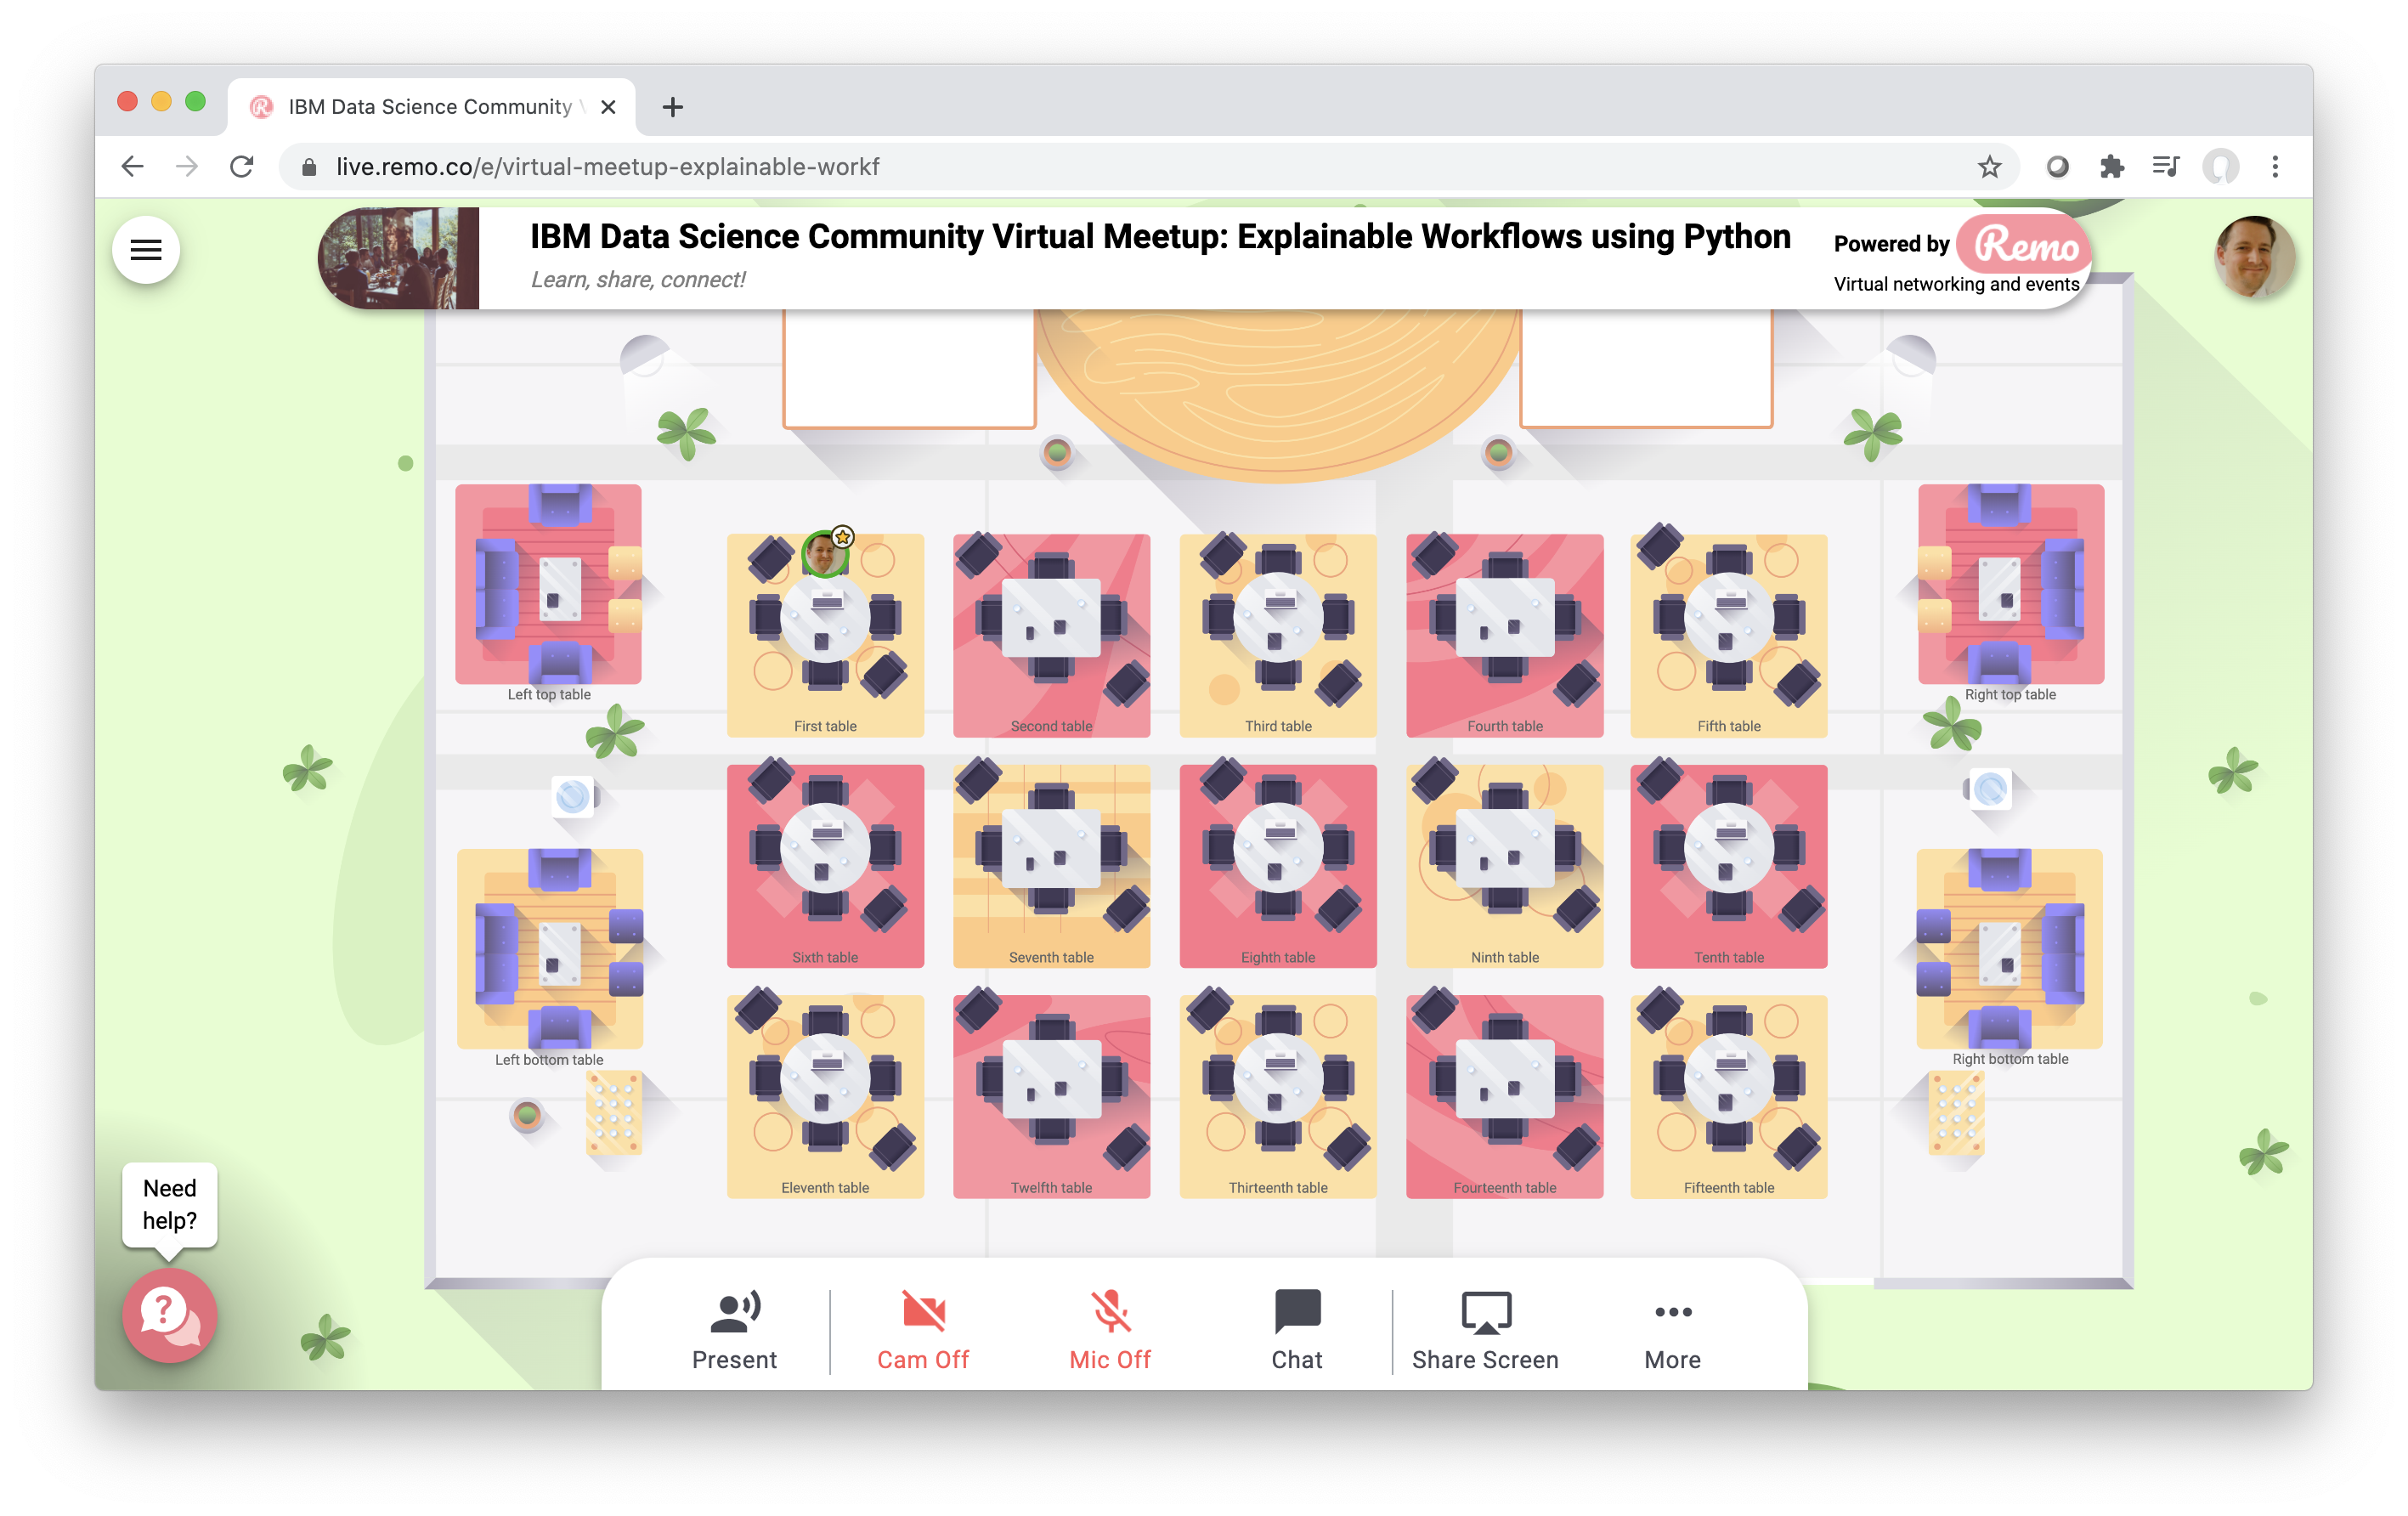 IBM Data Science Community
live.remo.co/e/virtual-meetup-explainable-workf
IBM Data Science Community Virtual Meetup: Explainable Workflows using Python
Learn, share, connect!
Powered by Remo
Virtual networking and events
Left top table
Right top table
First table
Second table
Third table
Fourth table
Fifth table
Sixth table
Seventh table
Eighth table
Ninth table
Tenth table
Left bottom table
Right bottom table
Eleventh table
Twelfth table
Thirteenth table
Fourteenth table
Fifteenth table
Need
help?
?
Present
Cam Off
Mic Off
Chat
Share Screen
More